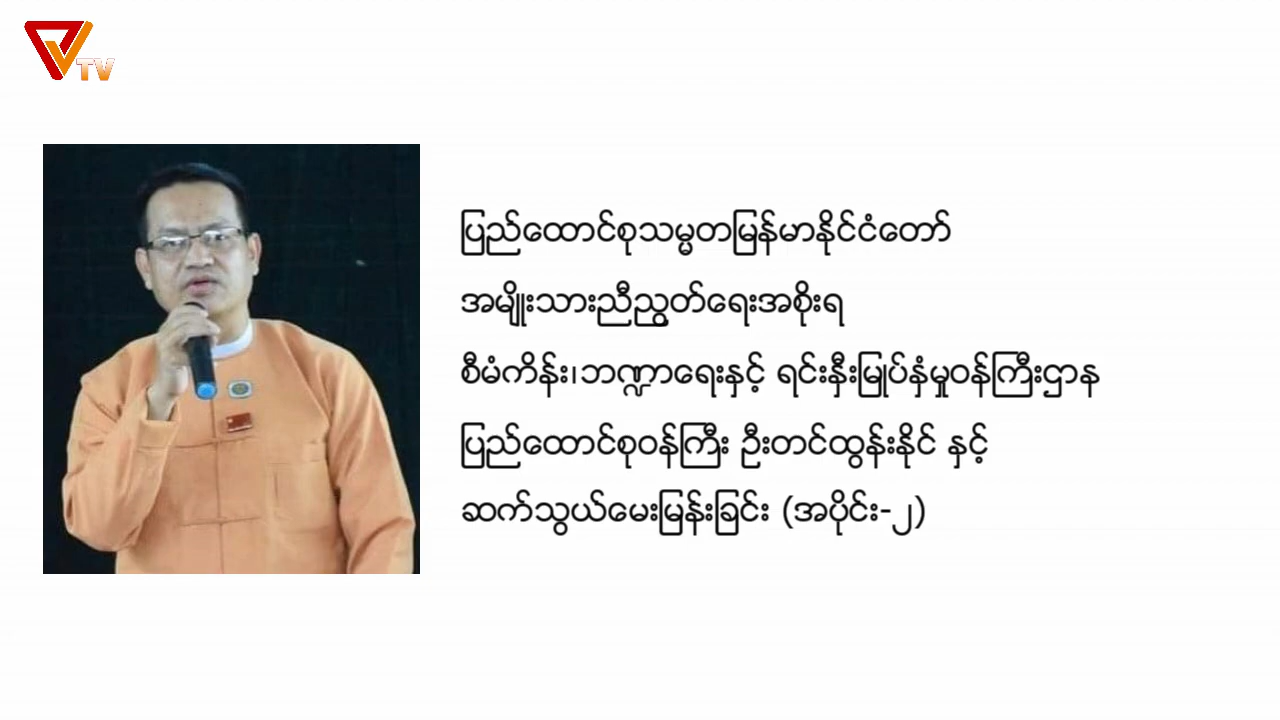 TV
ပြည်ထောင်စုသမ္မတမြန်မာနိုင်ငံတော်
အမျိုးသားညီညွတ်ရေးအစိုးရ
စီမံကိန်း၊ဘဏ္ဍာရေးနှင့် ရင်းနှီးမြှုပ်နှံမှုဝန်ကြီးဌာန
ပြည်ထောင်စုဝန်ကြီး ဦးတင်ထွန်းနိုင် နှင့်
ဆက်သွယ်မေးမြန်းခြင်း (အပိုင်း-၂)